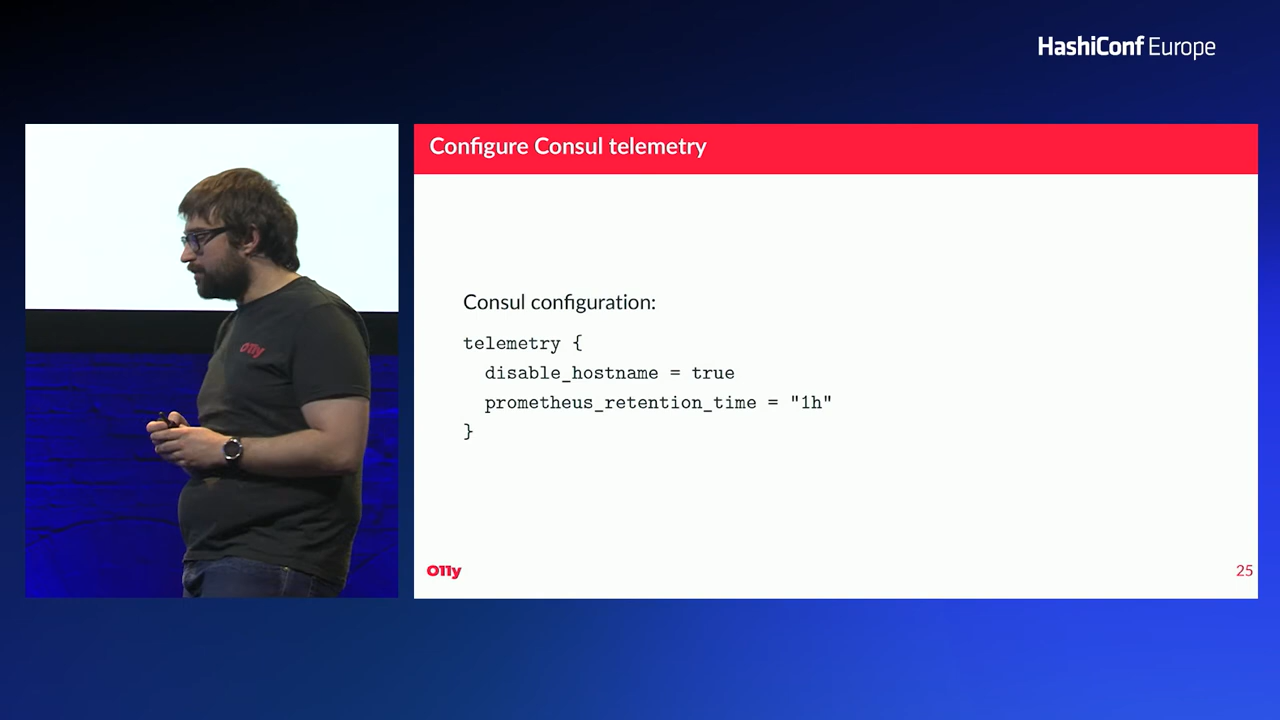 HashiConf Europe
Configure Consul telemetry
o11y
Consul configuration:
telemetry {
disable_hostname = true
prometheus_retention_time = "1h"
}
O11y
25